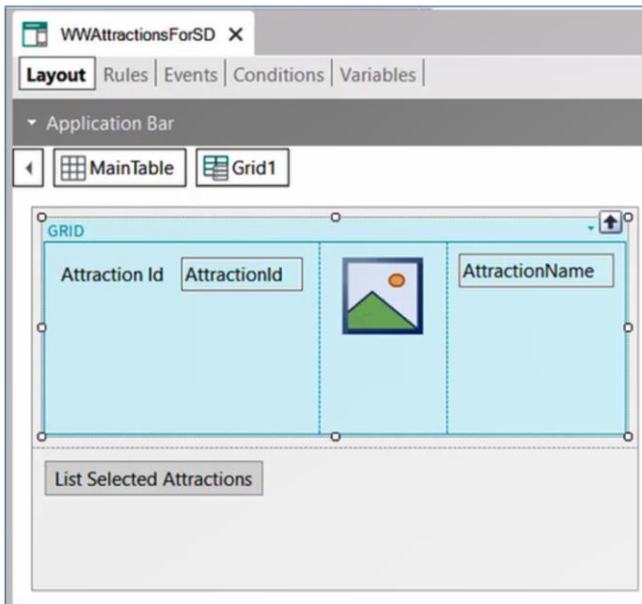 WWAttractionsForSD
Layout Rules Events Conditions Variables
Application Bar
MainTable Grid1
GRID
Attraction Id AttractionId AttractionName
List Selected Attractions